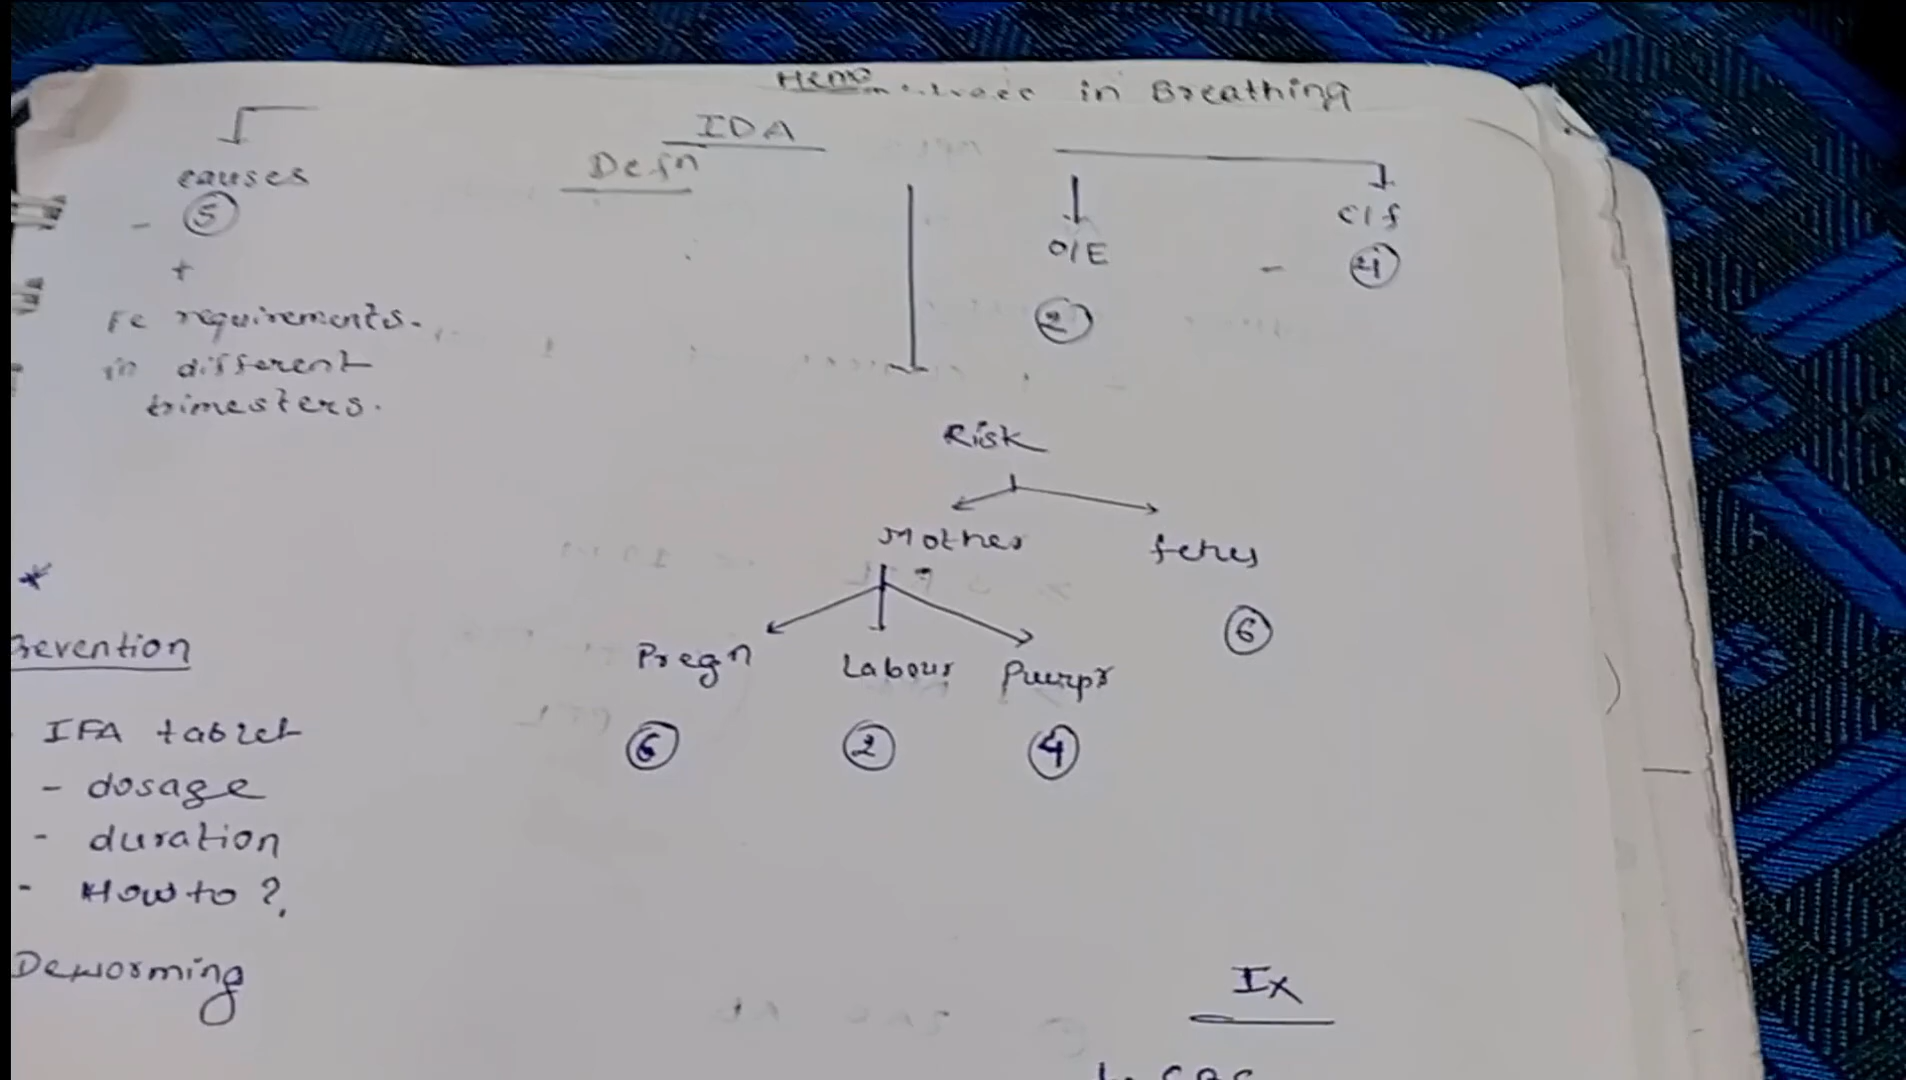 in Breathing
IDA
Defn
causes
5
+
Fe requirements.
in different
trimesters.
O/E
2
c/f
4
Risk
Mother
fetus
6
Pregn
Labour
6
2
4
*
Prevention
IFA tablet
- dosage
- duration
- How to?
Deworming
Ix
CBC